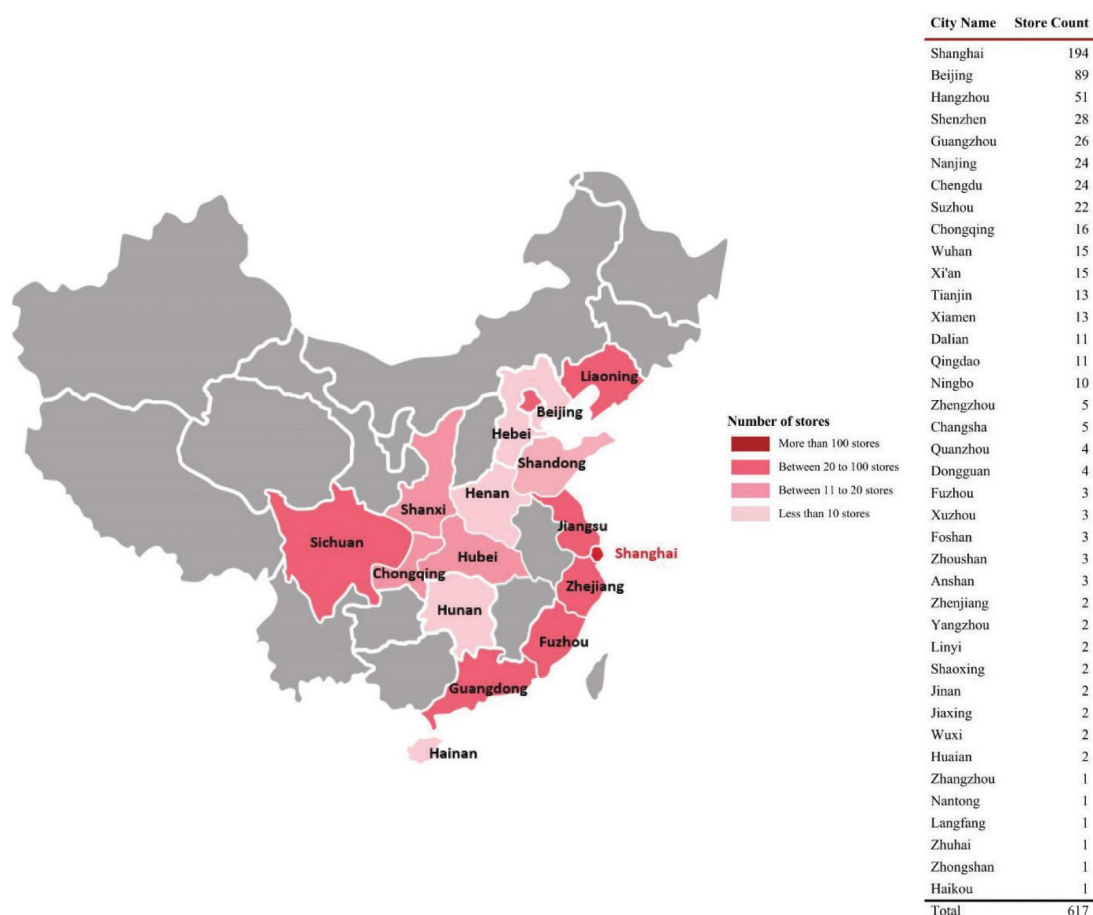 City Name Store Count
Shanghai 194
Beijing 89
Hangzhou 51
Shenzhen 28
Guangzhou 26
Nanjing 24
Chengdu 24
Suzhou 22
Chongqing 16
Wuhan 15
Xi'an 15
Tianjin 13
Xiamen 13
Dalian 11
Qingdao 11
Ningbo 10
Zhengzhou 5
Changsha 5
Quanzhou 4
Dongguan 4
Fuzhou 3
Xuzhou 3
Foshan 3
Zhoushan 3
Anshan 3
Zhenjiang 2
Yangzhou 2
Linyi 2
Shaoxing 2
Jinan 2
Jiaxing 2
Wuxi 2
Huaian 2
Zhangzhou 1
Nantong 1
Langfang 1
Zhuhai 1
Zhongshan 1
Haikou 1
Total 617
Liaoning
Beijing
Hebei
Shandong
Henan
Shanxi
Jiangsu
Sichuan
Hubei
Shanghai
Chongqing
Zhejiang
Hunan
Fuzhou
Guangdong
Hainan
Number of stores
More than 100 stores
Between 20 to 100 stores
Between 11 to 20 stores
Less than 10 stores